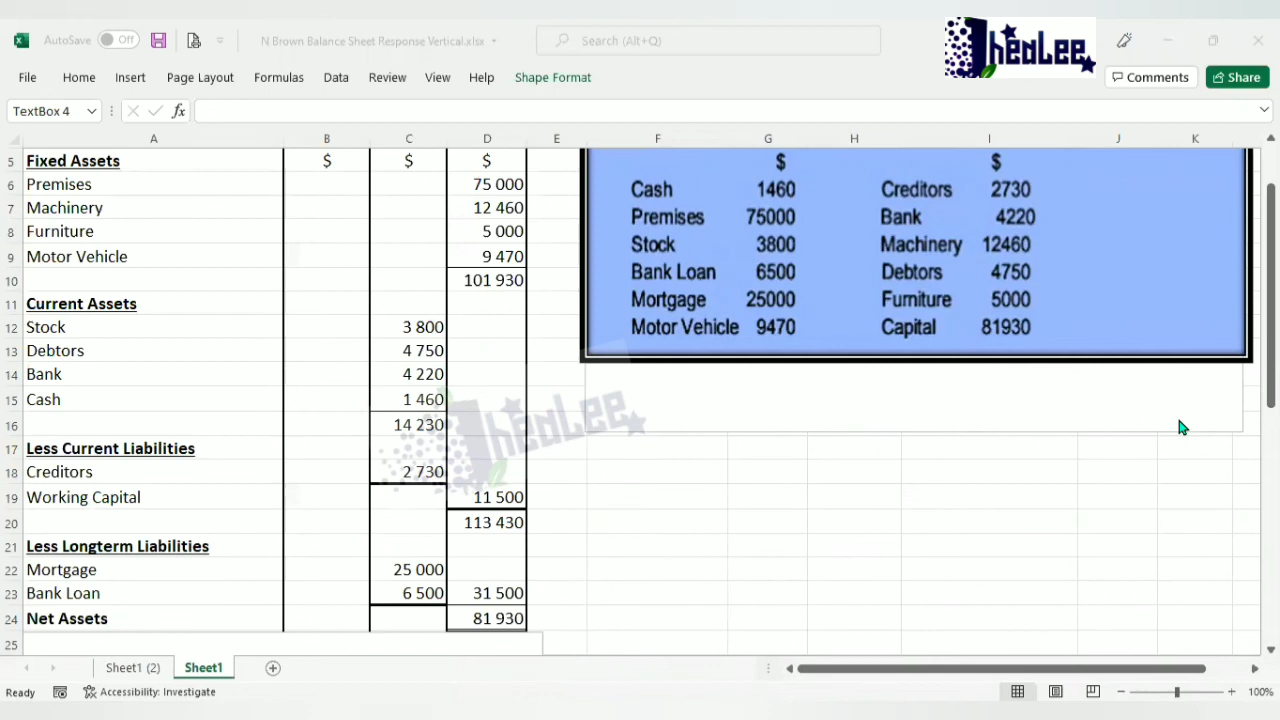 AutoSave Off N Brown Balance Sheet Response Vertical.xlsx Search (Alt+Q)
TheoLee
File Home Insert Page Layout Formulas Data Review View Help Shape Format Comments Share
TextBox 4 fx
A B C D E F G H I J K
5 Fixed Assets $ $ $
6 Premises 75 000
7 Machinery 12 460
8 Furniture 5 000
9 Motor Vehicle 9 470
10 101 930
11 Current Assets
12 Stock 3 800
13 Debtors 4 750
14 Bank 4 220
15 Cash 1 460
16 14 230
17 Less Current Liabilities
18 Creditors 2 730
19 Working Capital 11 500
20 113 430
21 Less Longterm Liabilities
22 Mortgage 25 000
23 Bank Loan 6 500 31 500
24 Net Assets 81 930
25
$ $
Cash 1460 Creditors 2730
Premises 75000 Bank 4220
Stock 3800 Machinery 12460
Bank Loan 6500 Debtors 4750
Mortgage 25000 Furniture 5000
Motor Vehicle 9470 Capital 81930
TheoLee
Sheet1 (2) Sheet1
Ready Accessibility: Investigate 100%